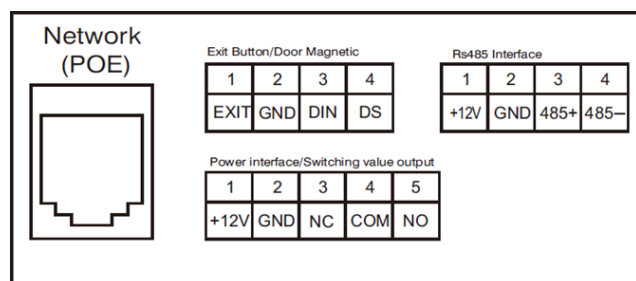 Network
(POE)
Exit Button/Door Magnetic
1 2 3 4
EXIT GND DIN DS
Rs485 Interface
1 2 3 4
+12V GND 485+ 485−
Power interface/Switching value output
1 2 3 4 5
+12V GND NC COM NO